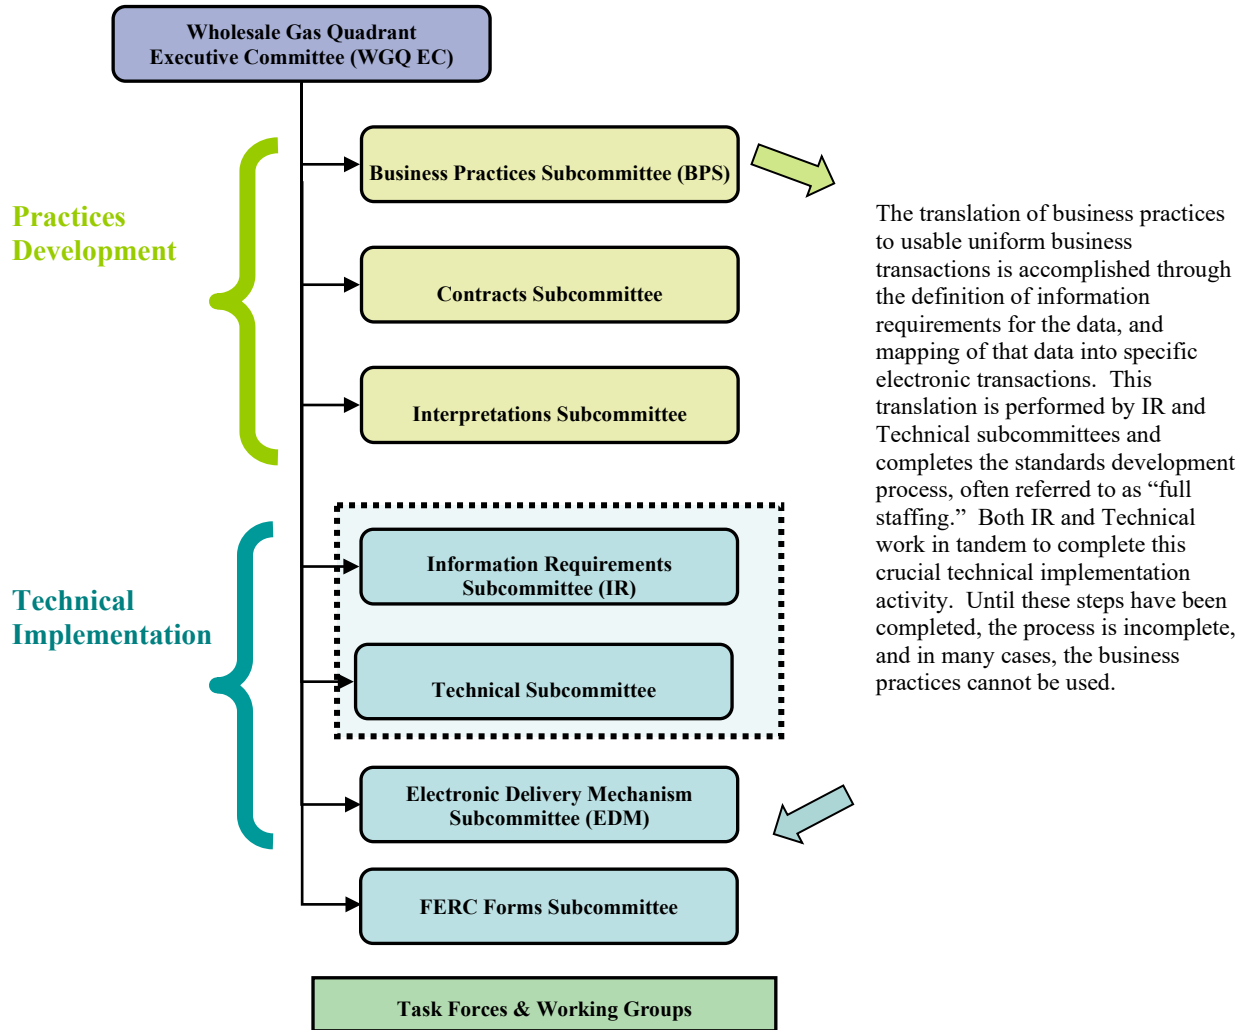 Wholesale Gas Quadrant
Executive Committee (WGQ EC)
Practices
Development
Business Practices Subcommittee (BPS)
Contracts Subcommittee
Interpretations Subcommittee
Technical
Implementation
Information Requirements
Subcommittee (IR)
Technical Subcommittee
Electronic Delivery Mechanism
Subcommittee (EDM)
FERC Forms Subcommittee
Task Forces & Working Groups
The translation of business practices
to usable uniform business
transactions is accomplished through
the definition of information
requirements for the data, and
mapping of that data into specific
electronic transactions.  This
translation is performed by IR and
Technical subcommittees and
completes the standards development
process, often referred to as “full
staffing.”  Both IR and Technical
work in tandem to complete this
crucial technical implementation
activity.  Until these steps have been
completed, the process is incomplete,
and in many cases, the business
practices cannot be used.